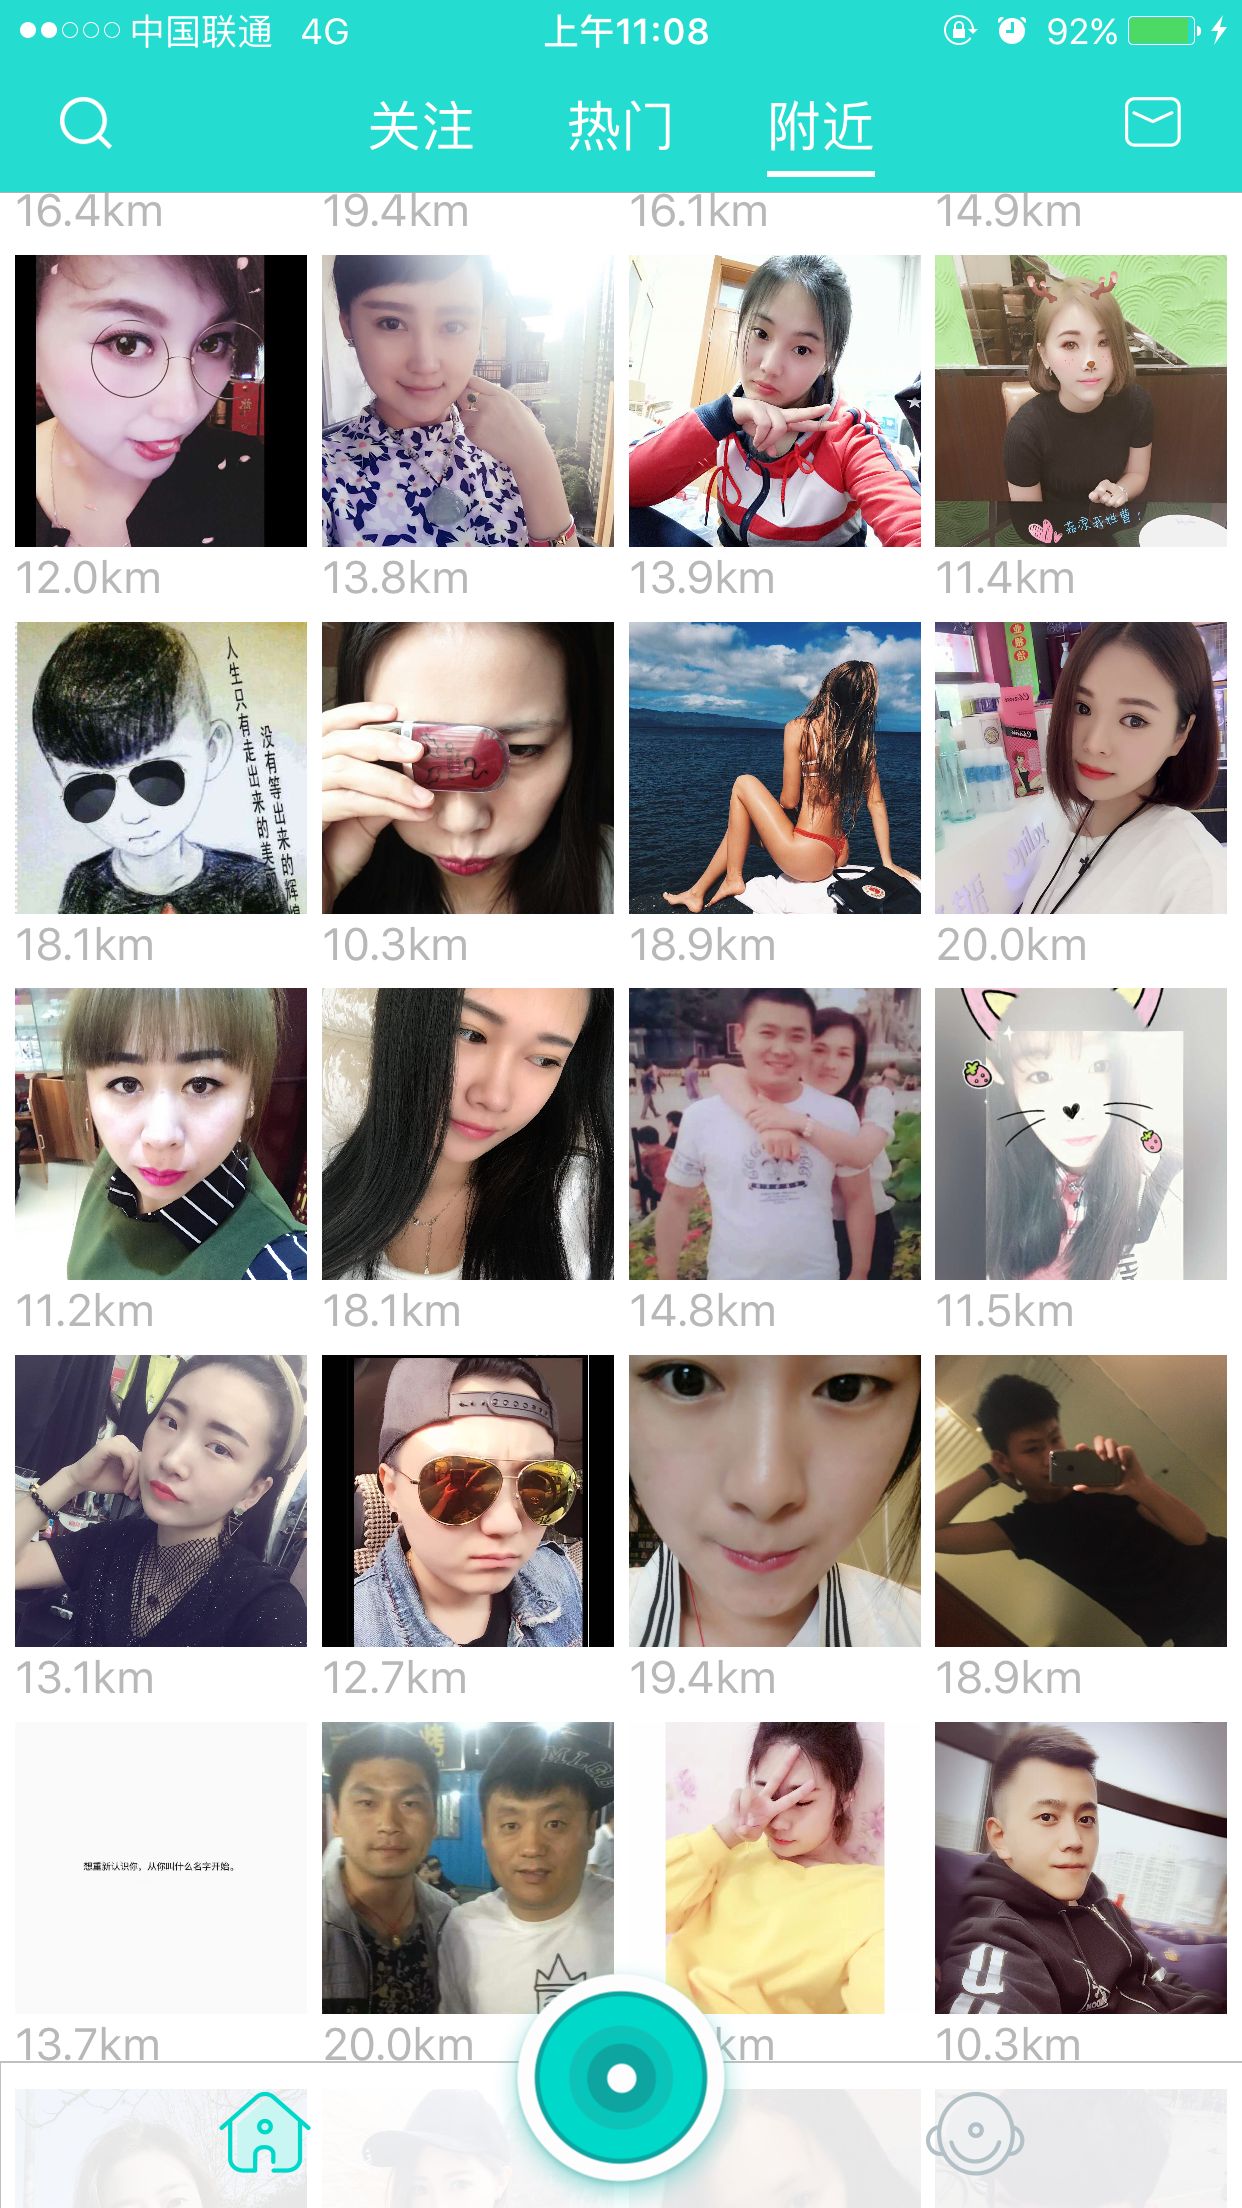 中国联通 4G 上午11:08 92%
关注 热门 附近
16.4km 19.4km 16.1km 14.9km
12.0km 13.8km 13.9km 11.4km
人生只有走出来的美
没有等出来的辉
18.1km 10.3km 18.9km 20.0km
11.2km 18.1km 14.8km 11.5km
13.1km 12.7km 19.4km 18.9km
想重新认识你，从你叫什么名字开始。
13.7km 20.0km km 10.3km